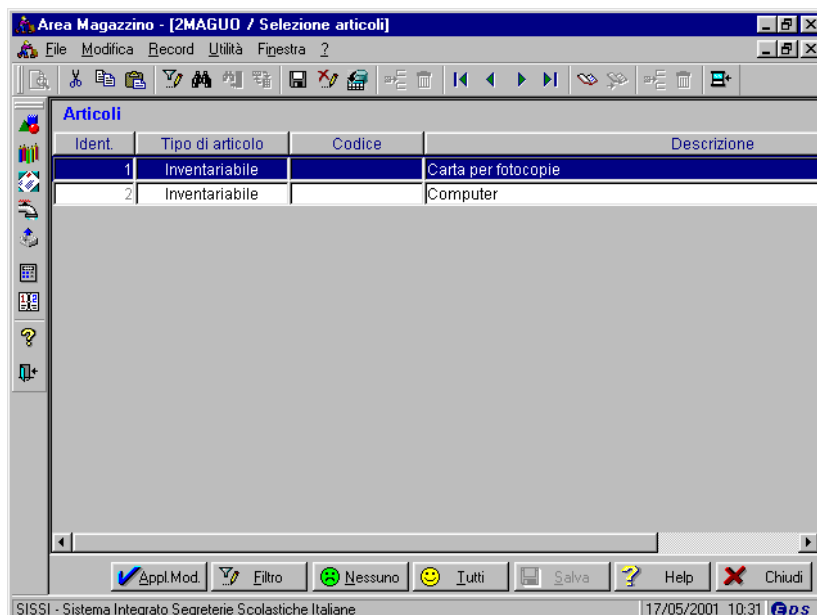 Area Magazzino - [2MAGUO / Selezione articoli]
File Modifica Record Utilità Finestra ?
Articoli
Ident. Tipo di articolo Codice Descrizione
1 Inventariabile Carta per fotocopie
2 Inventariabile Computer
Appl.Mod. Filtro Nessuno Tutti Salva Help Chiudi
SISSI - Sistema Integrato Segreterie Scolastiche Italiane 17/05/2001 10:31 EDS